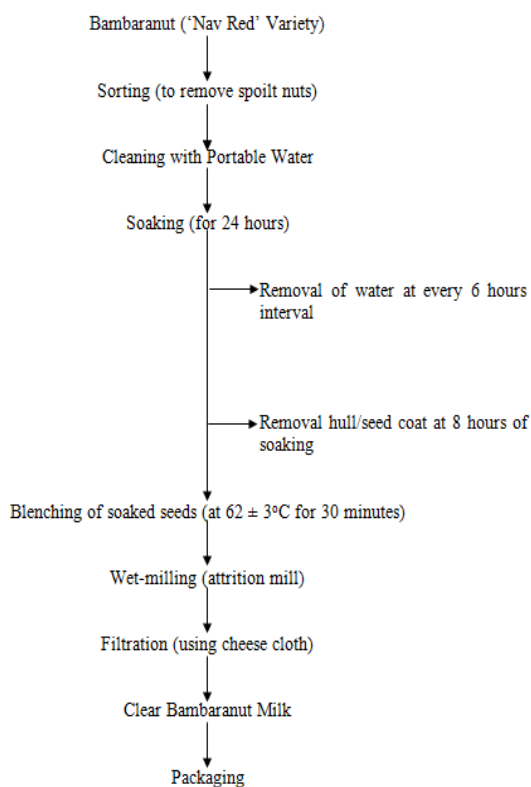 Bambaranut (‘Nav Red’ Variety)
Sorting (to remove spoilt nuts)
Cleaning with Portable Water
Soaking (for 24 hours)
Removal of water at every 6 hours
interval
Removal hull/seed coat at 8 hours of
soaking
Blenching of soaked seeds (at 62 ± 3ºC for 30 minutes)
Wet-milling (attrition mill)
Filtration (using cheese cloth)
Clear Bambaranut Milk
Packaging